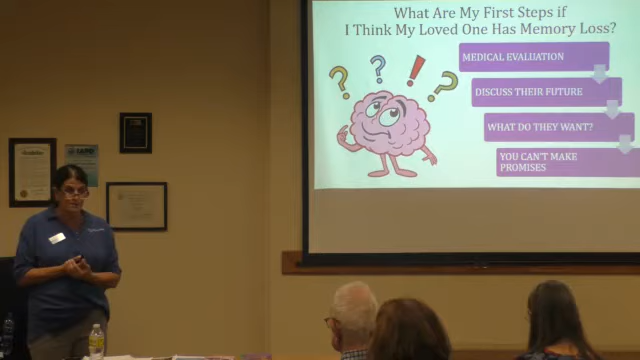 What Are My First Steps if
I Think My Loved One Has Memory Loss?
MEDICAL EVALUATION
DISCUSS THEIR FUTURE
WHAT DO THEY WANT?
YOU CAN'T MAKE
PROMISES